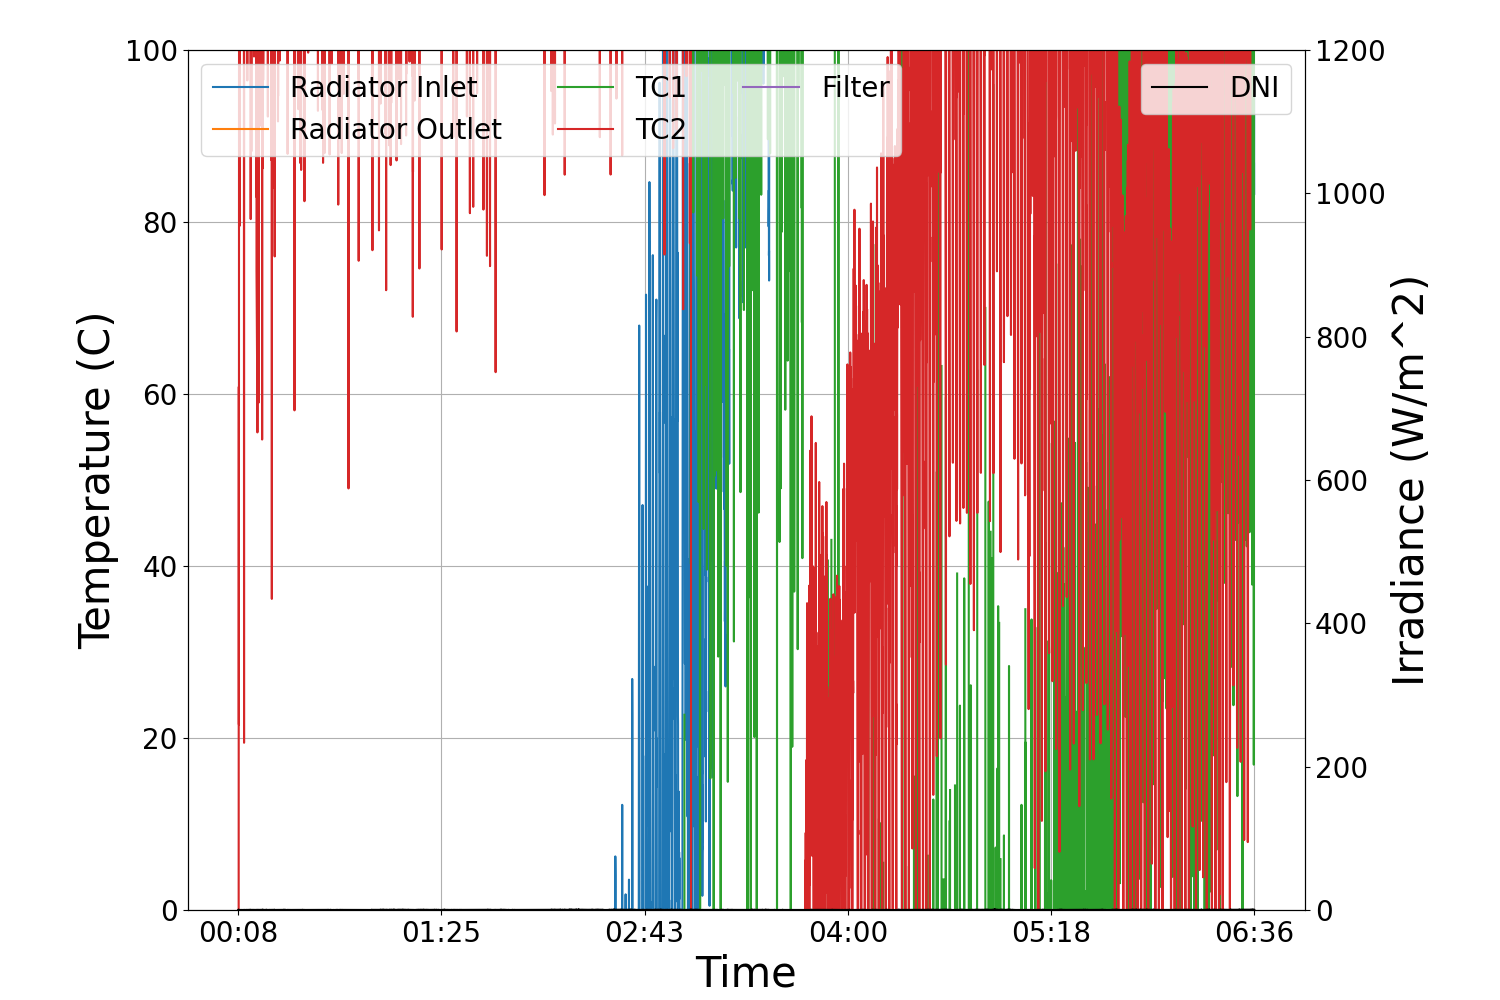 100
80
60
40
20
0
Temperature (C)
Radiator Inlet
Radiator Outlet
TC1
TC2
Filter
DNI
1200
1000
800
600
400
200
0
Irradiance (W/m^2)
00:08 01:25 02:43 04:00 05:18 06:36
Time